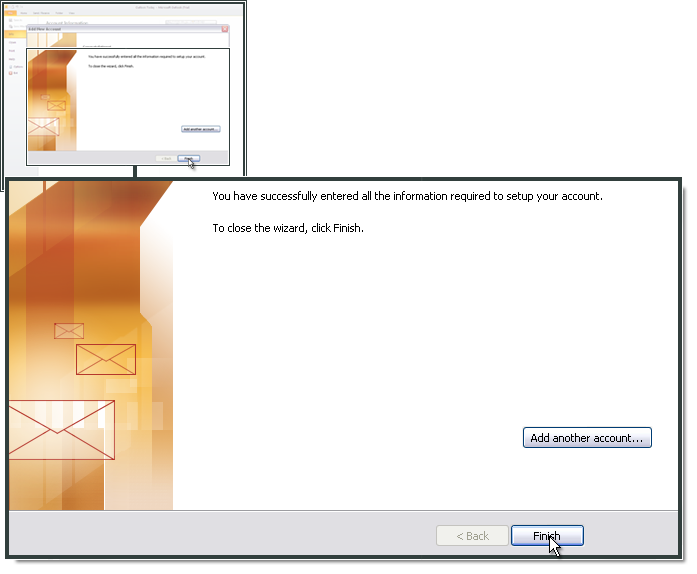 Add New Account
You have successfully entered all the information required to setup your account.
To close the wizard, click Finish.
Add another account...
< Back
Finish
You have successfully entered all the information required to setup your account.
To close the wizard, click Finish.
Add another account...
< Back
Finish